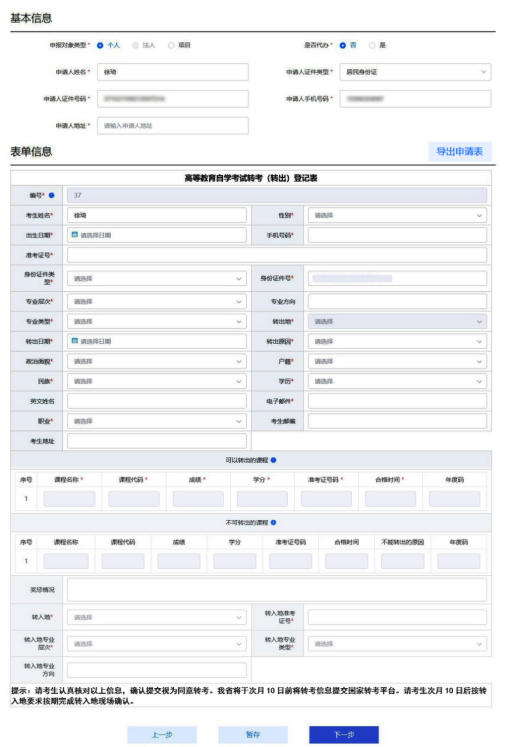 基本信息
申报对象类型* 个人 法人 项目 是否代办* 否 是
申请人姓名* 徐琦 申请人证件类型* 居民身份证
申请人证件号码* 申请人手机号码*
申请人地址* 请输入申请人地址
表单信息 导出申请表
高等教育自学考试转考（转出）登记表
编号* 37
考生姓名* 徐琦 性别* 请选择
出生日期* 请选择日期 手机号码*
准考证号*
身份证件类型* 请选择 身份证件号*
专业层次* 请选择 专业方向
专业类型* 请选择 转出地* 请选择
转出日期* 请选择日期 转出原因* 请选择
政治面貌* 请选择 户籍* 请选择
民族* 请选择 学历* 请选择
英文姓名 电子邮件*
职业* 请选择 考生邮编
考生地址
可以转出的课程
序号 课程名称* 课程代码* 成绩* 学分* 准考证号码* 合格时间* 年度码
1
不可转出的课程
序号 课程名称 课程代码 成绩 学分 准考证号码 合格时间 不能转出的原因 年度码
1
奖惩情况
转入地* 请选择 转入地准考证号*
转入地专业层次* 请选择 转入地专业类型* 请选择
转入地专业方向
提示：请考生认真核对以上信息，确认提交视为同意转考。我省将于次月 10 日前将转考信息提交国家转考平台。请考生次月 10 日后按转
入地要求按期完成转入地现场确认。
上一步 暂存 下一步